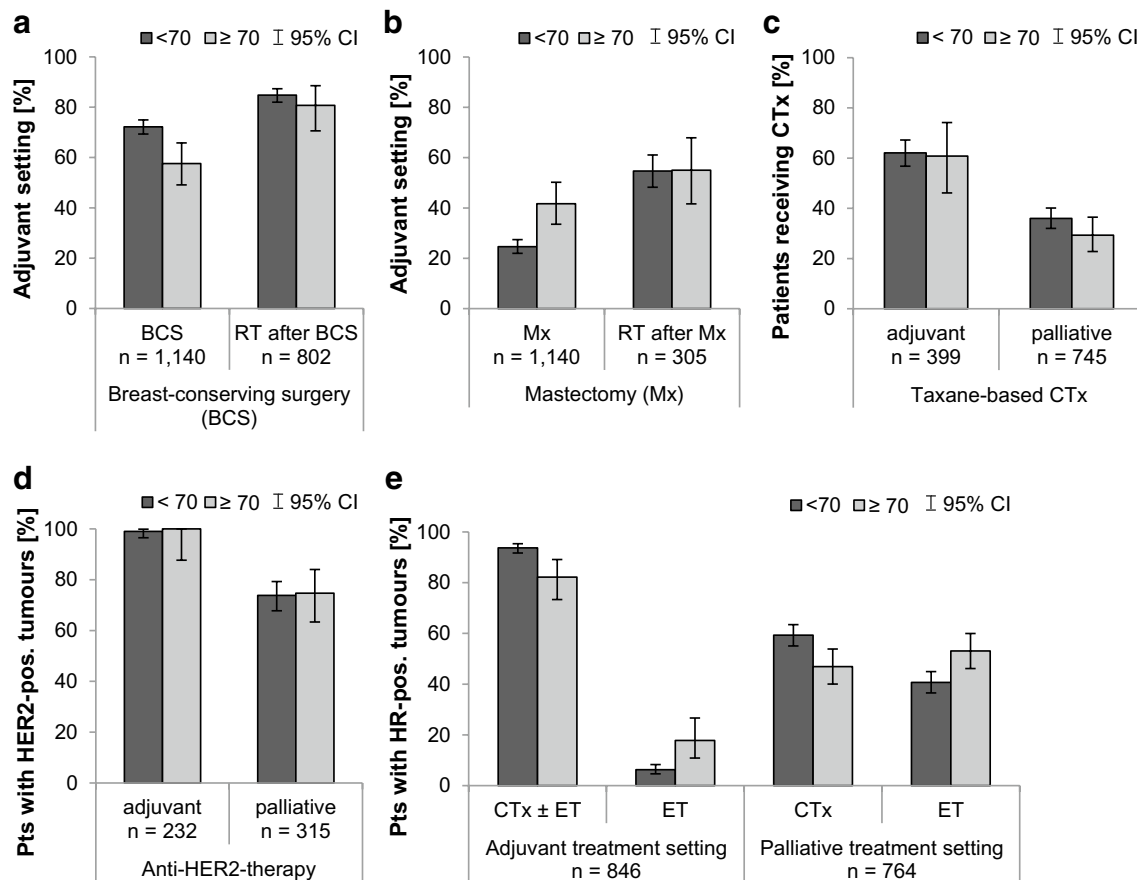 a
<70 ≥ 70 95% CI
Adjuvant setting [%]
100
80
60
40
20
0
BCS RT after BCS
n = 1,140 n = 802
Breast-conserving surgery
(BCS)
b
<70 ≥ 70 95% CI
Adjuvant setting [%]
100
80
60
40
20
0
Mx RT after Mx
n = 1,140 n = 305
Mastectomy (Mx)
c
< 70 ≥ 70 95% CI
Patients receiving CTx [%]
100
80
60
40
20
0
adjuvant palliative
n = 399 n = 745
Taxane-based CTx
d
< 70 ≥ 70 95% CI
Pts with HER2-pos. tumours [%]
100
80
60
40
20
0
adjuvant palliative
n = 232 n = 315
Anti-HER2-therapy
e
<70 ≥ 70 95% CI
Pts with HR-pos. tumours [%]
100
80
60
40
20
0
CTx ± ET ET CTx ET
Adjuvant treatment setting Palliative treatment setting
n = 846 n = 764